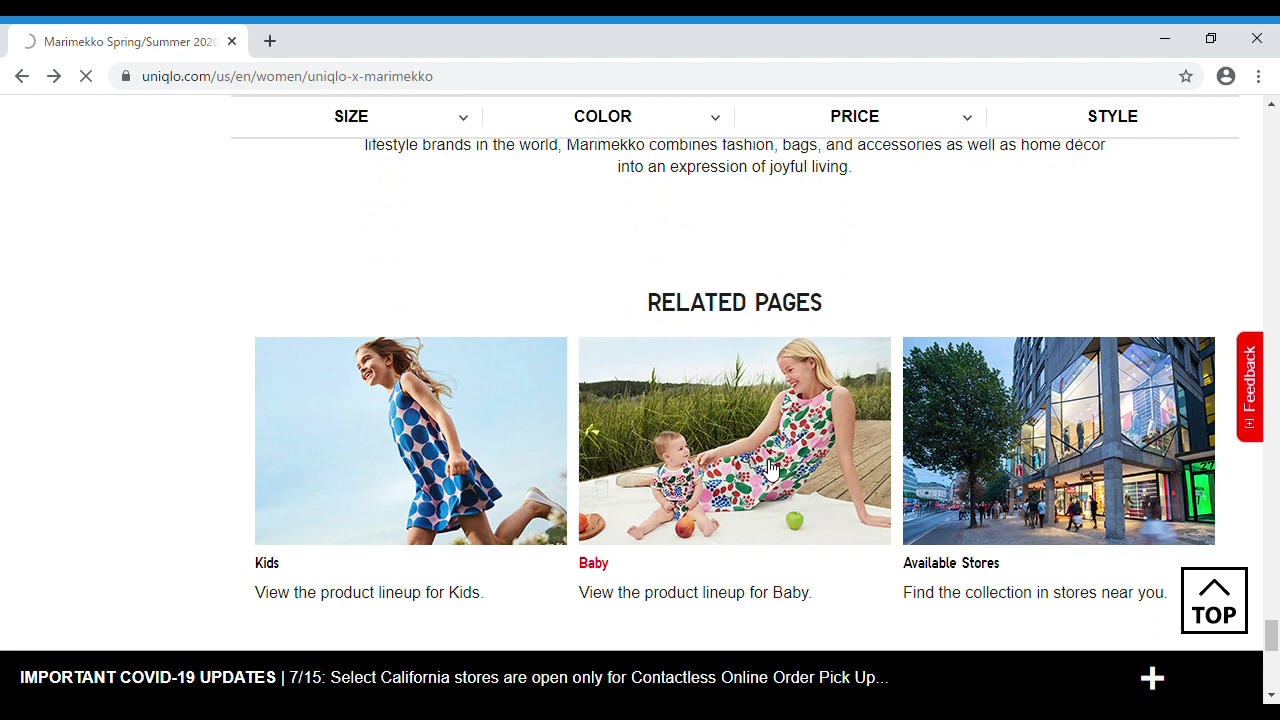 Marimekko Spring/Summer 2020
uniqlo.com/us/en/women/uniqlo-x-marimekko
SIZE
COLOR
PRICE
STYLE
lifestyle brands in the world, Marimekko combines fashion, bags, and accessories as well as home décor
into an expression of joyful living.
RELATED PAGES
[+] Feedback
Kids
View the product lineup for Kids.
Baby
View the product lineup for Baby.
Available Stores
Find the collection in stores near you.
TOP
IMPORTANT COVID-19 UPDATES | 7/15: Select California stores are open only for Contactless Online Order Pick Up...